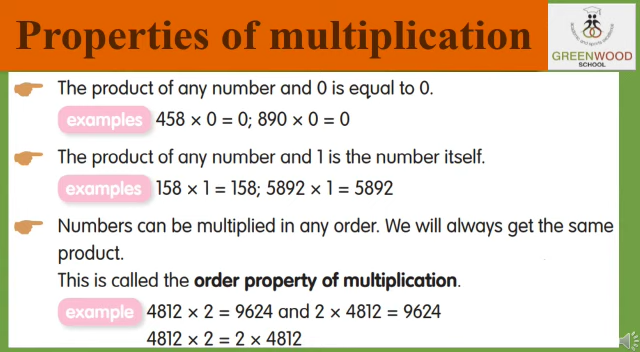 Properties of multiplication
GREENWOOD
SCHOOL
The product of any number and 0 is equal to 0.
examples 458 × 0 = 0; 890 × 0 = 0
The product of any number and 1 is the number itself.
examples 158 × 1 = 158; 5892 × 1 = 5892
Numbers can be multiplied in any order. We will always get the same
product.
This is called the order property of multiplication.
example 4812 × 2 = 9624 and 2 × 4812 = 9624
4812 × 2 = 2 × 4812